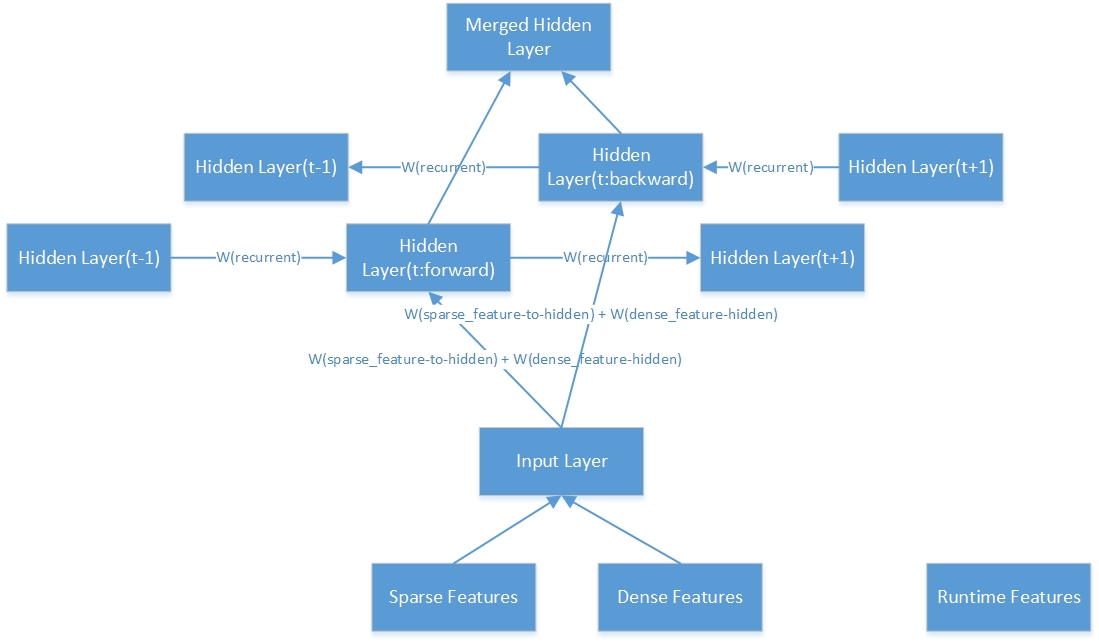 Merged Hidden
Layer
Hidden Layer(t-1)
W(recurrent)
Hidden
Layer(t:backward)
W(recurrent)
Hidden Layer(t+1)
Hidden Layer(t-1)
W(recurrent)
Hidden
Layer(t:forward)
W(recurrent)
Hidden Layer(t+1)
W(sparse_feature-to-hidden) + W(dense_feature-hidden)
W(sparse_feature-to-hidden) + W(dense_feature-hidden)
Input Layer
Sparse Features
Dense Features
Runtime Features